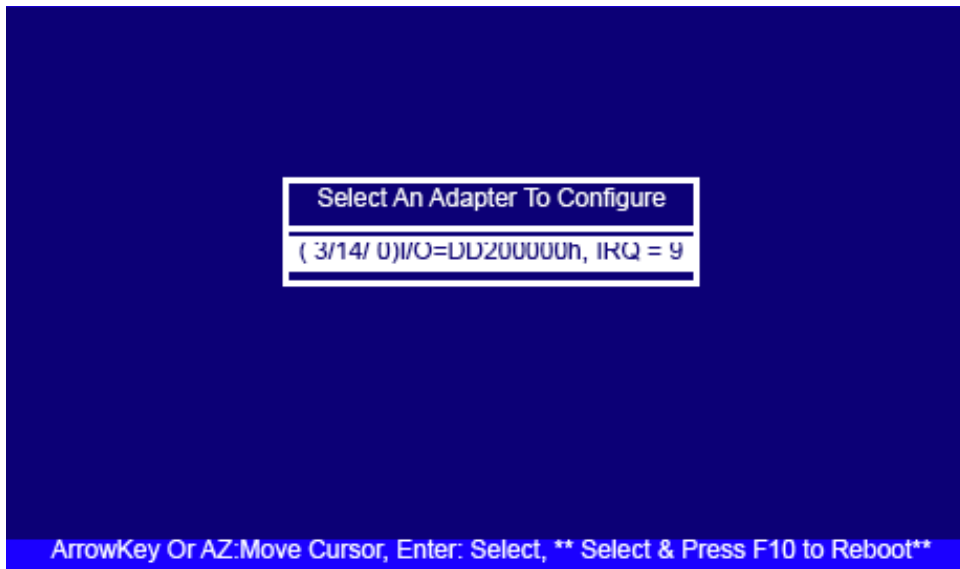 Select An Adapter To Configure
( 3/14/ 0)I/O=DD200000h, IRQ = 9
ArrowKey Or AZ:Move Cursor, Enter: Select, ** Select & Press F10 to Reboot**